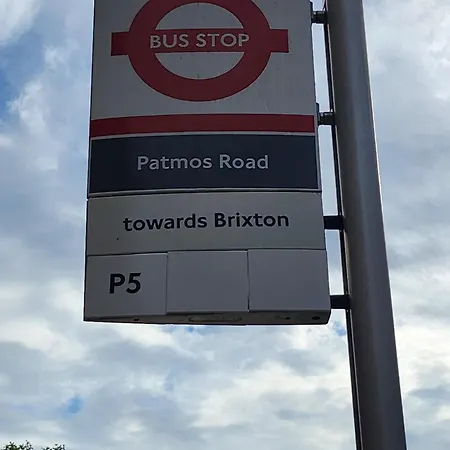 BUS STOP
Patmos Road
towards Brixton
P5